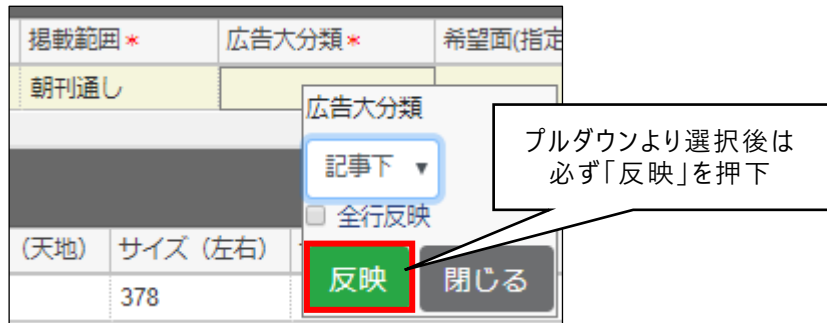 掲載範囲* 広告大分類* 希望面(指定
朝刊通し
広告大分類
記事下
全行反映
反映 閉じる
プルダウンより選択後は
必ず「反映」を押下
(天地) サイズ (左右)
378